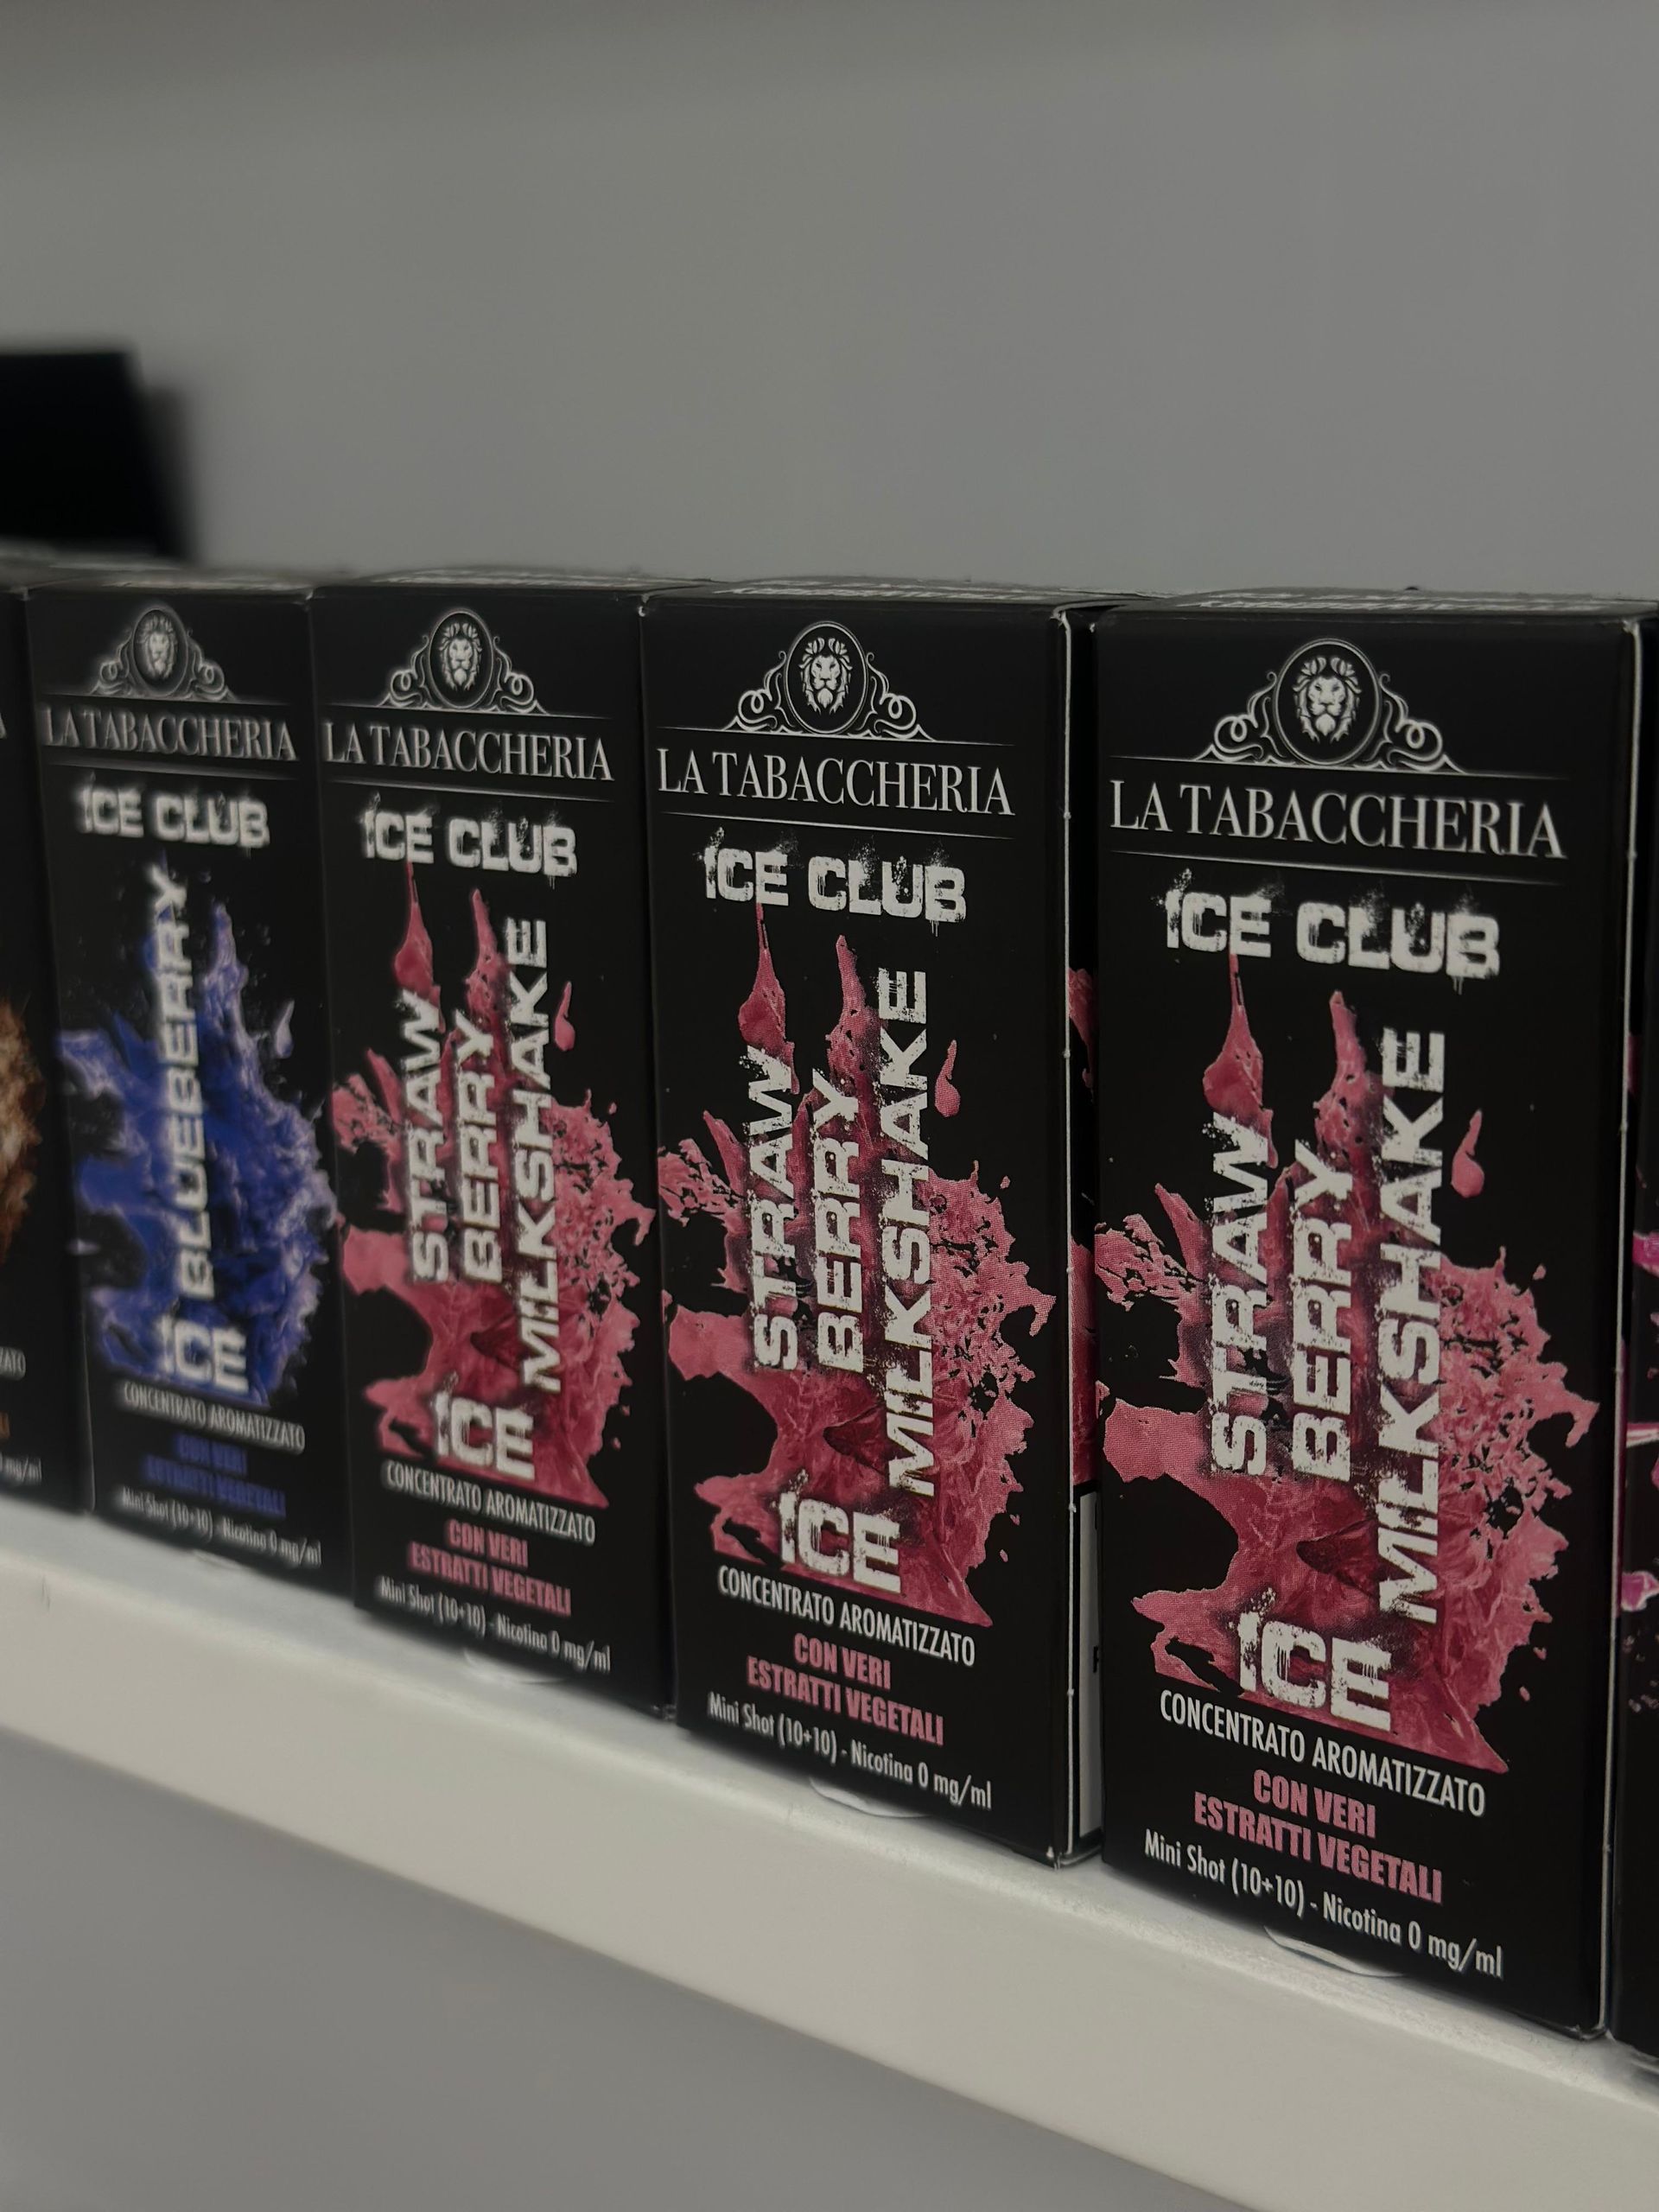 LA TABACCHERIA
ICE CLUB
BLUEBERRY
ICE
CONCENTRATO AROMATIZZATO
CON VERI
ESTRATTI VEGETALI
Mini Shot (10+10) - Nicotina 0 mg/ml
LA TABACCHERIA
ICE CLUB
STRAW
BERRY
MILKSHAKE
ICE
CONCENTRATO AROMATIZZATO
CON VERI
ESTRATTI VEGETALI
Mini Shot (10+10) - Nicotina 0 mg/ml
LA TABACCHERIA
ICE CLUB
STRAW
BERRY
MILKSHAKE
ICE
CONCENTRATO AROMATIZZATO
CON VERI
ESTRATTI VEGETALI
Mini Shot (10+10) - Nicotina 0 mg/ml
LA TABACCHERIA
ICE CLUB
STRAW
BERRY
MILKSHAKE
ICE
CONCENTRATO AROMATIZZATO
CON VERI
ESTRATTI VEGETALI
Mini Shot (10+10) - Nicotina 0 mg/ml